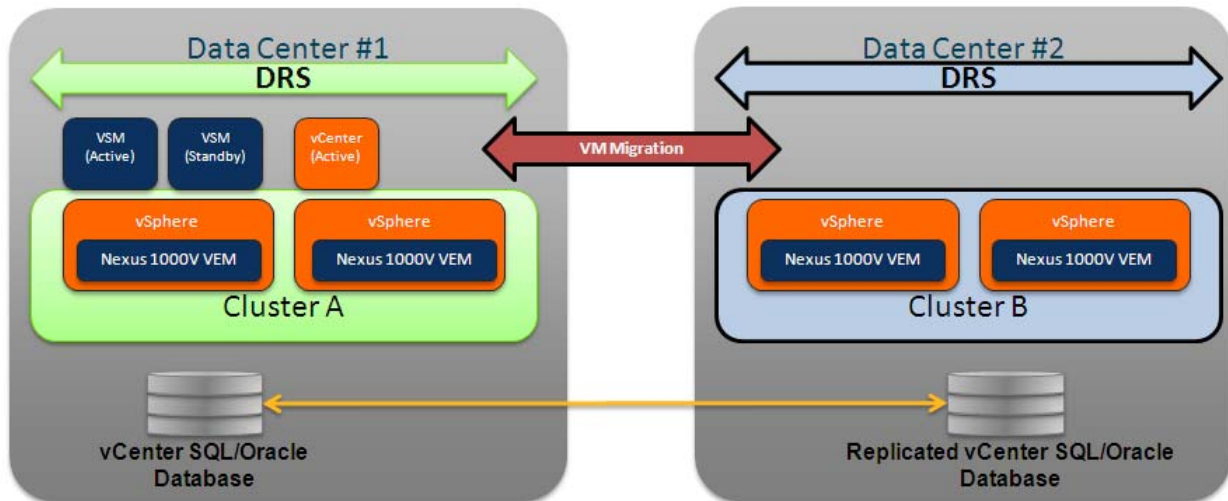 Data Center #1
DRS
VSM
(Active)
VSM
(Standby)
vCenter
(Active)
vSphere
Nexus 1000V VEM
vSphere
Nexus 1000V VEM
Cluster A
vCenter SQL/Oracle
Database
VM Migration
Data Center #2
DRS
vSphere
Nexus 1000V VEM
vSphere
Nexus 1000V VEM
Cluster B
Replicated vCenter SQL/Oracle
Database